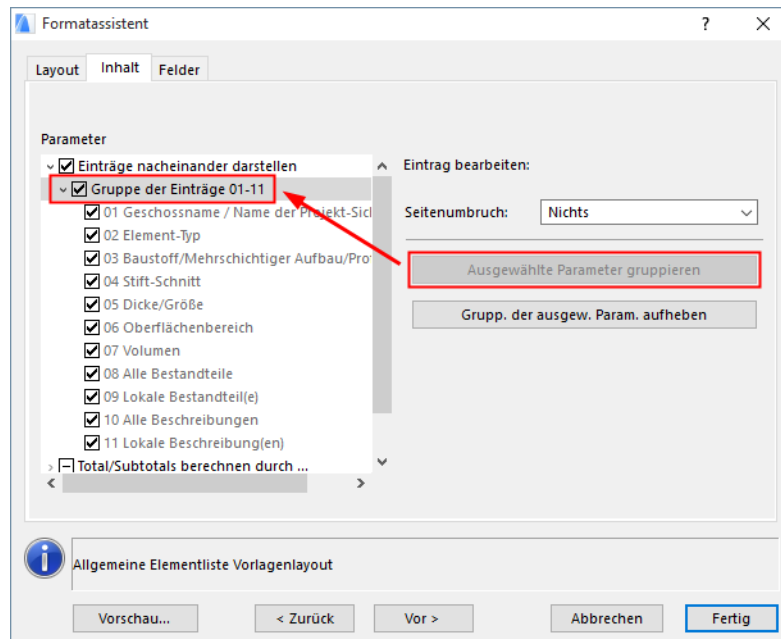 Formatassistent
Layout Inhalt Felder
Parameter
Einträge nacheinander darstellen
Gruppe der Einträge 01-11
01 Geschossname / Name der Projekt-Sicl
02 Element-Typ
03 Baustoff/Mehrschichtiger Aufbau/Pro
04 Stift-Schnitt
05 Dicke/Größe
06 Oberflächenbereich
07 Volumen
08 Alle Bestandteile
09 Lokale Bestandteil(e)
10 Alle Beschreibungen
11 Lokale Beschreibung(en)
Total/Subtotals berechnen durch ...
Eintrag bearbeiten:
Seitenumbruch: Nichts
Ausgewählte Parameter gruppieren
Grupp. der ausgew. Param. aufheben
Allgemeine Elementliste Vorlagenlayout
Vorschau... < Zurück Vor > Abbrechen Fertig